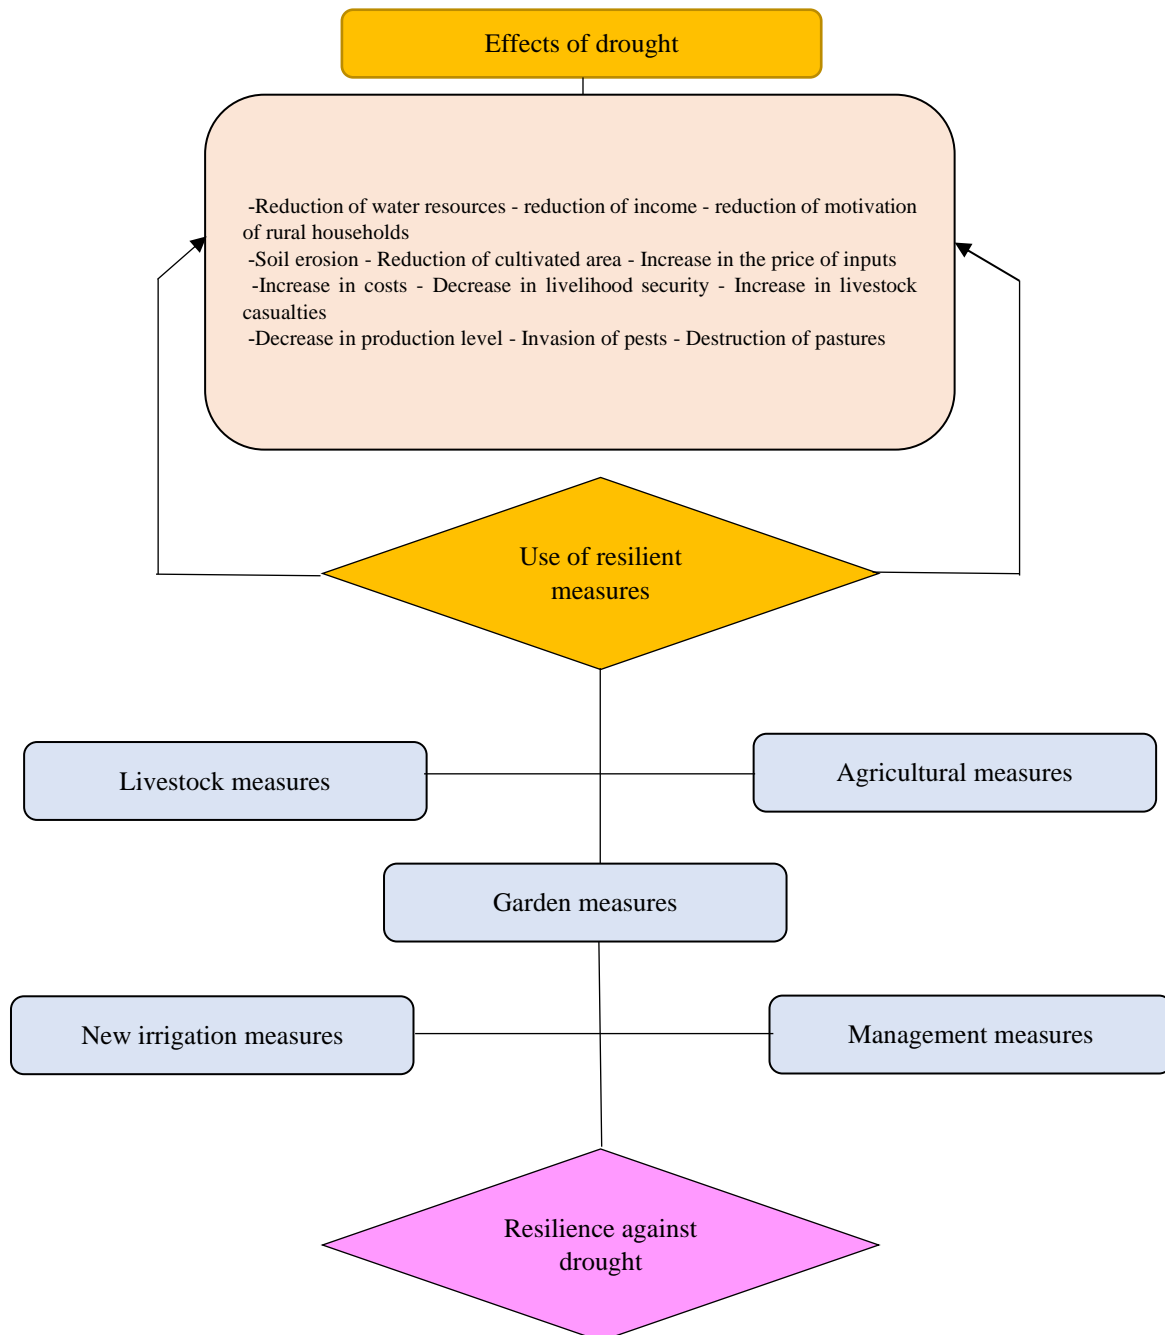 Effects of drought
-Reduction of water resources - reduction of income - reduction of motivation
of rural households
-Soil erosion - Reduction of cultivated area - Increase in the price of inputs
-Increase in costs - Decrease in livelihood security - Increase in livestock
casualties
-Decrease in production level - Invasion of pests - Destruction of pastures
Use of resilient
measures
Livestock measures
Agricultural measures
Garden measures
New irrigation measures
Management measures
Resilience against
drought